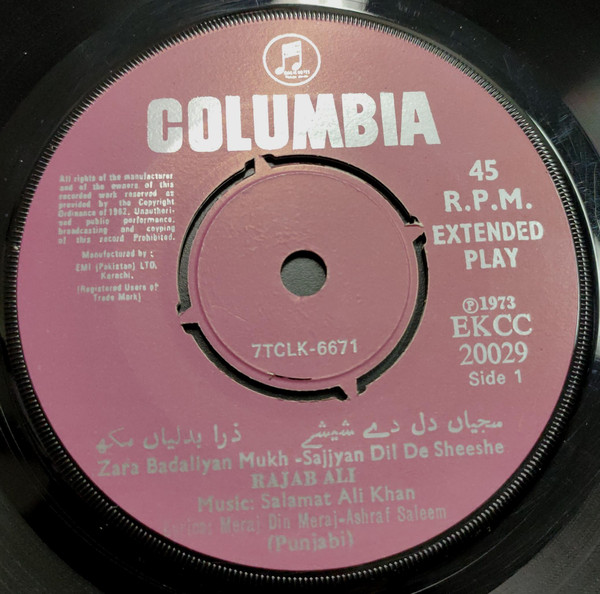 COLUMBIA
All rights of the manufacturer
and of the owners of this
recorded work reserved as
provided by the Copyright
Ordinance of 1962, Unauthori-
zed public performance,
broadcasting and copying
of this record Prohibited.
Manufactured by :
EMI (Pakistan) LTD.
Karachi.
(Registered Users of
Trade Mark)
45
R.P.M.
EXTENDED
PLAY
Ⓟ1973
EKCC
20029
Side 1
7TCLK-6671
سجیاں دل دے شیشے ذرا بدلیاں مکھ
Zara Badaliyan Mukh -Sajjyan Dil De Sheeshe
RAJAB ALI
Music: Salamat Ali Khan
Lyrics: Meraj Din Meraj-Ashraf Saleem
(Punjabi)